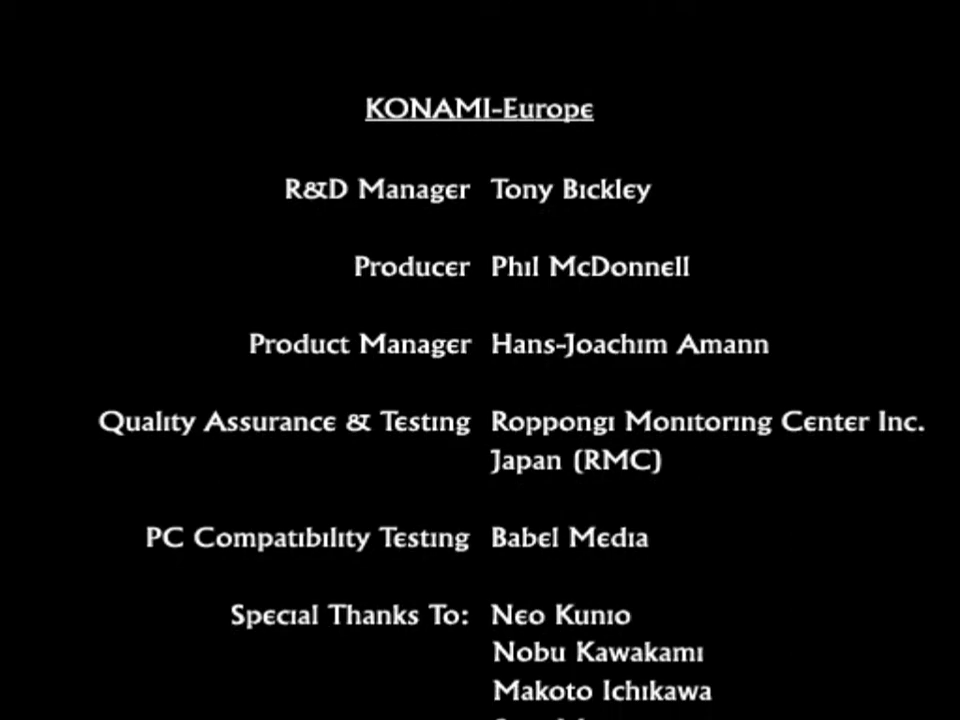 KONAMI-Europe
R&D Manager Tony Bickley
Producer Phil McDonnell
Product Manager Hans-Joachim Amann
Quality Assurance & Testing Roppongi Monitoring Center Inc.
Japan (RMC)
PC Compatibility Testing Babel Media
Special Thanks To: Neo Kunio
Nobu Kawakami
Makoto Ichikawa